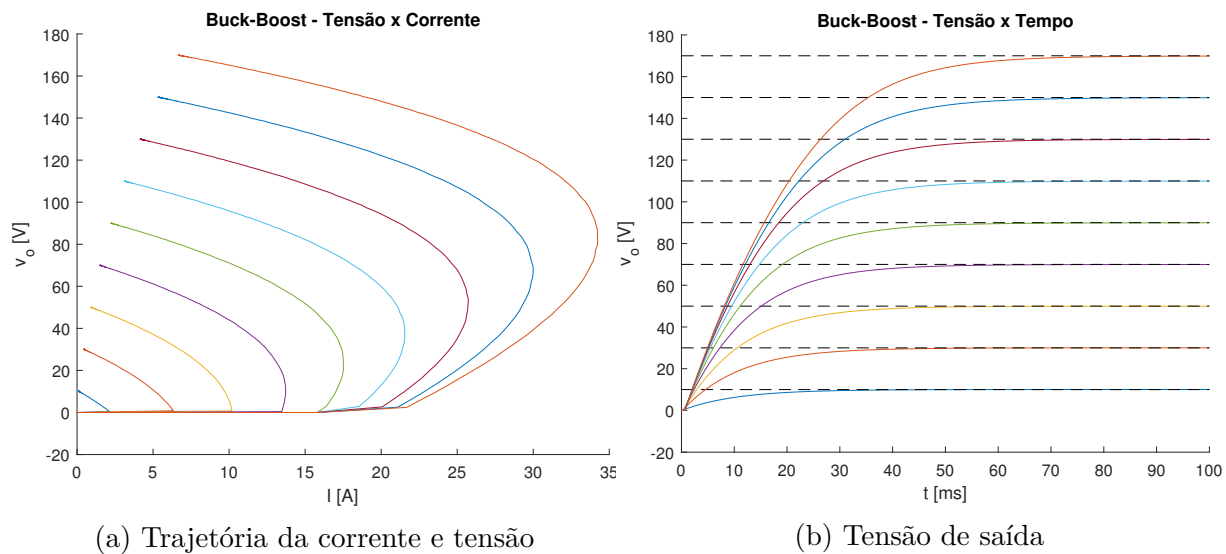 Buck-Boost - Tensão x Corrente
180
160
140
120
100
80
60
40
20
0
-20
v_o [V]
0 5 10 15 20 25 30 35
I [A]
(a) Trajetória da corrente e tensão
Buck-Boost - Tensão x Tempo
180
160
140
120
100
80
60
40
20
0
-20
v_o [V]
0 10 20 30 40 50 60 70 80 90 100
t [ms]
(b) Tensão de saída